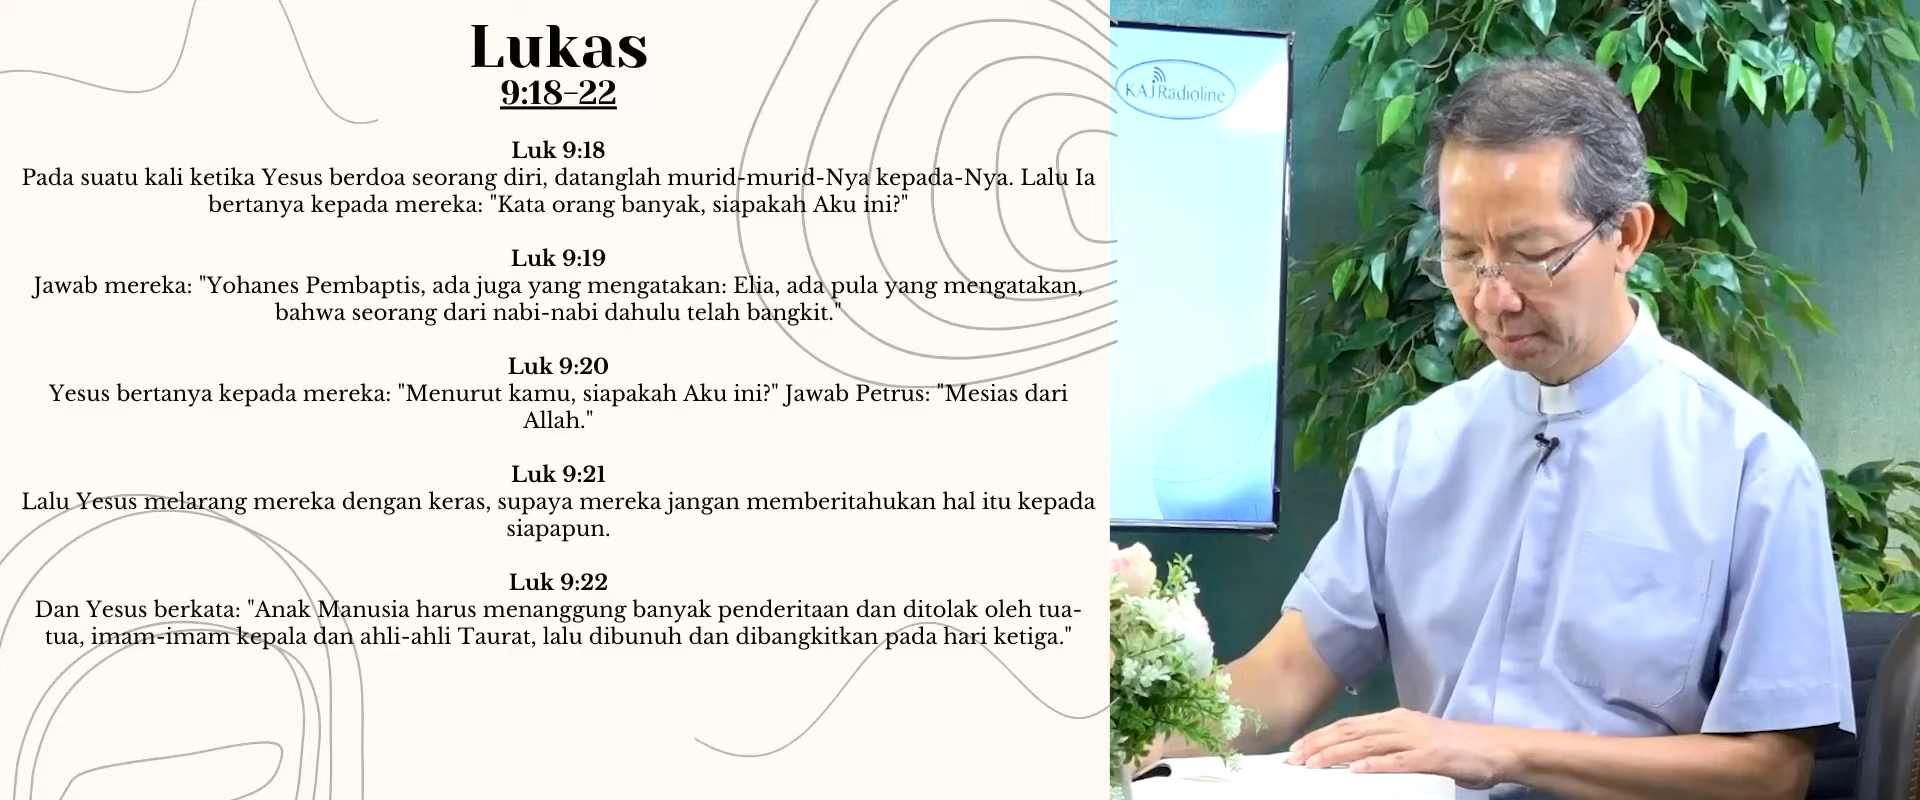 Lukas
9:18-22
Luk 9:18
Pada suatu kali ketika Yesus berdoa seorang diri, datanglah murid-murid-Nya kepada-Nya. Lalu Ia
bertanya kepada mereka: "Kata orang banyak, siapakah Aku ini?"
Luk 9:19
Jawab mereka: "Yohanes Pembaptis, ada juga yang mengatakan: Elia, ada pula yang mengatakan,
bahwa seorang dari nabi-nabi dahulu telah bangkit."
Luk 9:20
Yesus bertanya kepada mereka: "Menurut kamu, siapakah Aku ini?" Jawab Petrus: "Mesias dari
Allah."
Luk 9:21
Lalu Yesus melarang mereka dengan keras, supaya mereka jangan memberitahukan hal itu kepada
siapapun.
Luk 9:22
Dan Yesus berkata: "Anak Manusia harus menanggung banyak penderitaan dan ditolak oleh tua-
tua, imam-imam kepala dan ahli-ahli Taurat, lalu dibunuh dan dibangkitkan pada hari ketiga."
KAJ Radioline